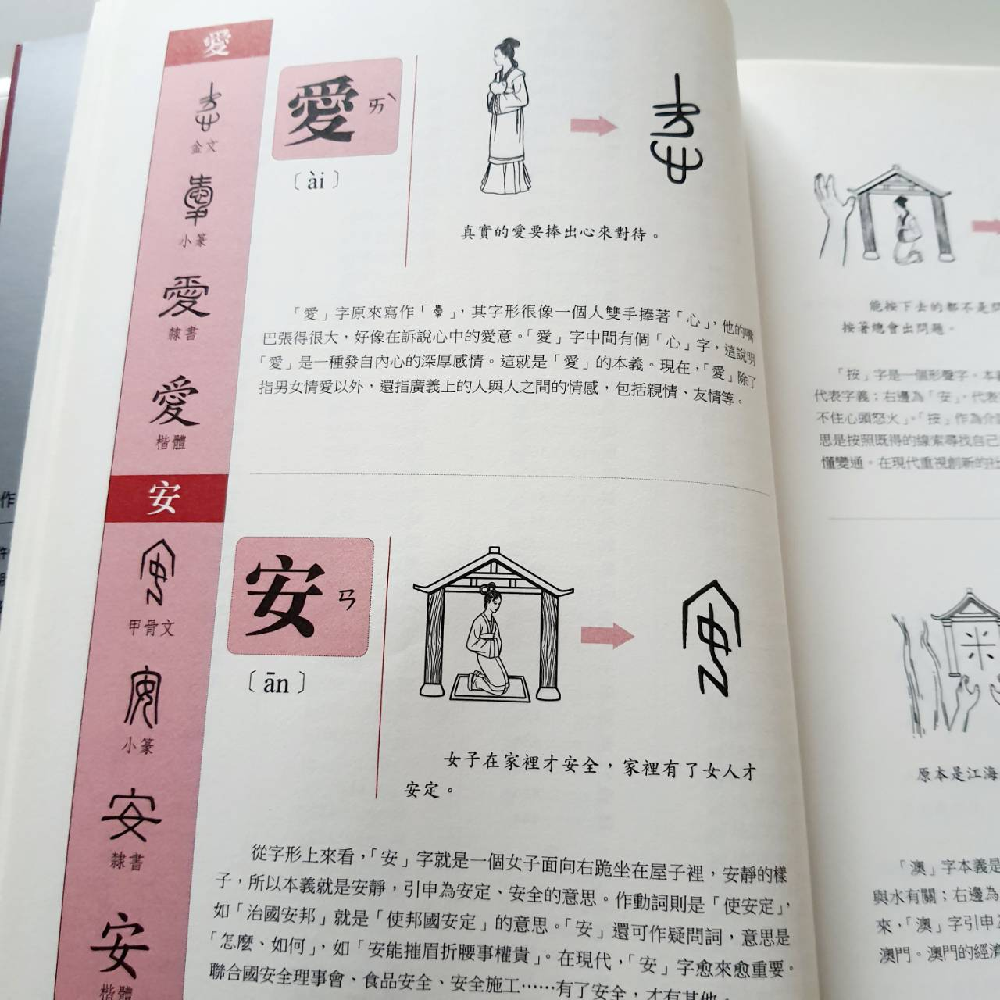 愛
金文
小篆
隸書
愛
楷體
愛
愛 ㄞˋ
〔ài〕
真實的愛要捧出心來對待。
「愛」字原來寫作「」，其字形很像一個人雙手捧著「心」，他的嘴
巴張得很大，好像在訴說心中的愛意。「愛」字中間有個「心」字，這說明
「愛」是一種發自內心的深厚感情。這就是「愛」的本義。現在，「愛」除了
指男女情愛以外，還指廣義上的人與人之間的情感，包括親情、友情等。
安
甲骨文
小篆
安
隸書
安
楷體
安 ㄢ
〔ān〕
女子在家裡才安全，家裡有了女人才
安定。
從字形上來看，「安」字就是一個女子面向右跪坐在屋子裡，安靜的樣
子，所以本義就是安靜，引申為安定、安全的意思。作動詞則是「使安定」，
如「治國安邦」就是「使邦國安定」的意思。「安」還可作疑問詞，意思是
「怎麼、如何」，如「安能摧眉折腰事權貴」。在現代，「安」字愈來愈重要。
聯合國安全理事會、食品安全、安全施工……有了安全，才有其他。
能按下去的都不是問
按著總會出問題。
「按」字是一個形聲字。本義
代表字義；右邊為「安」，代表
不住心頭怒火」。「按」作為介
思是按照既得的線索尋找自己
懂變通。在現代重視創新的社
米
原本是江海
「澳」字本義是
與水有關；右邊為
來，「澳」字引申為
澳門。澳門的經濟
作